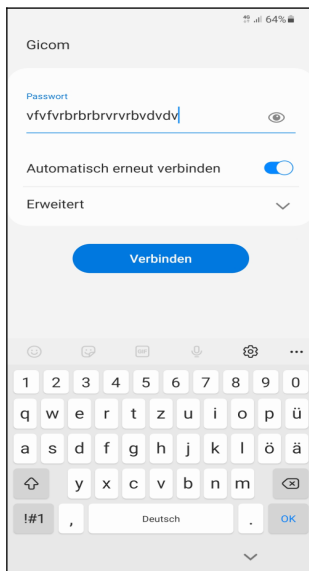 64%
Gicom
Passwort
vfvfvrbrbrbrvrvrbvdvdv
Automatisch erneut verbinden
Erweitert
Verbinden
GIF
1 2 3 4 5 6 7 8 9 0
q w e r t z u i o p ü
a s d f g h j k l ö ä
y x c v b n m
!#1 , Deutsch . OK